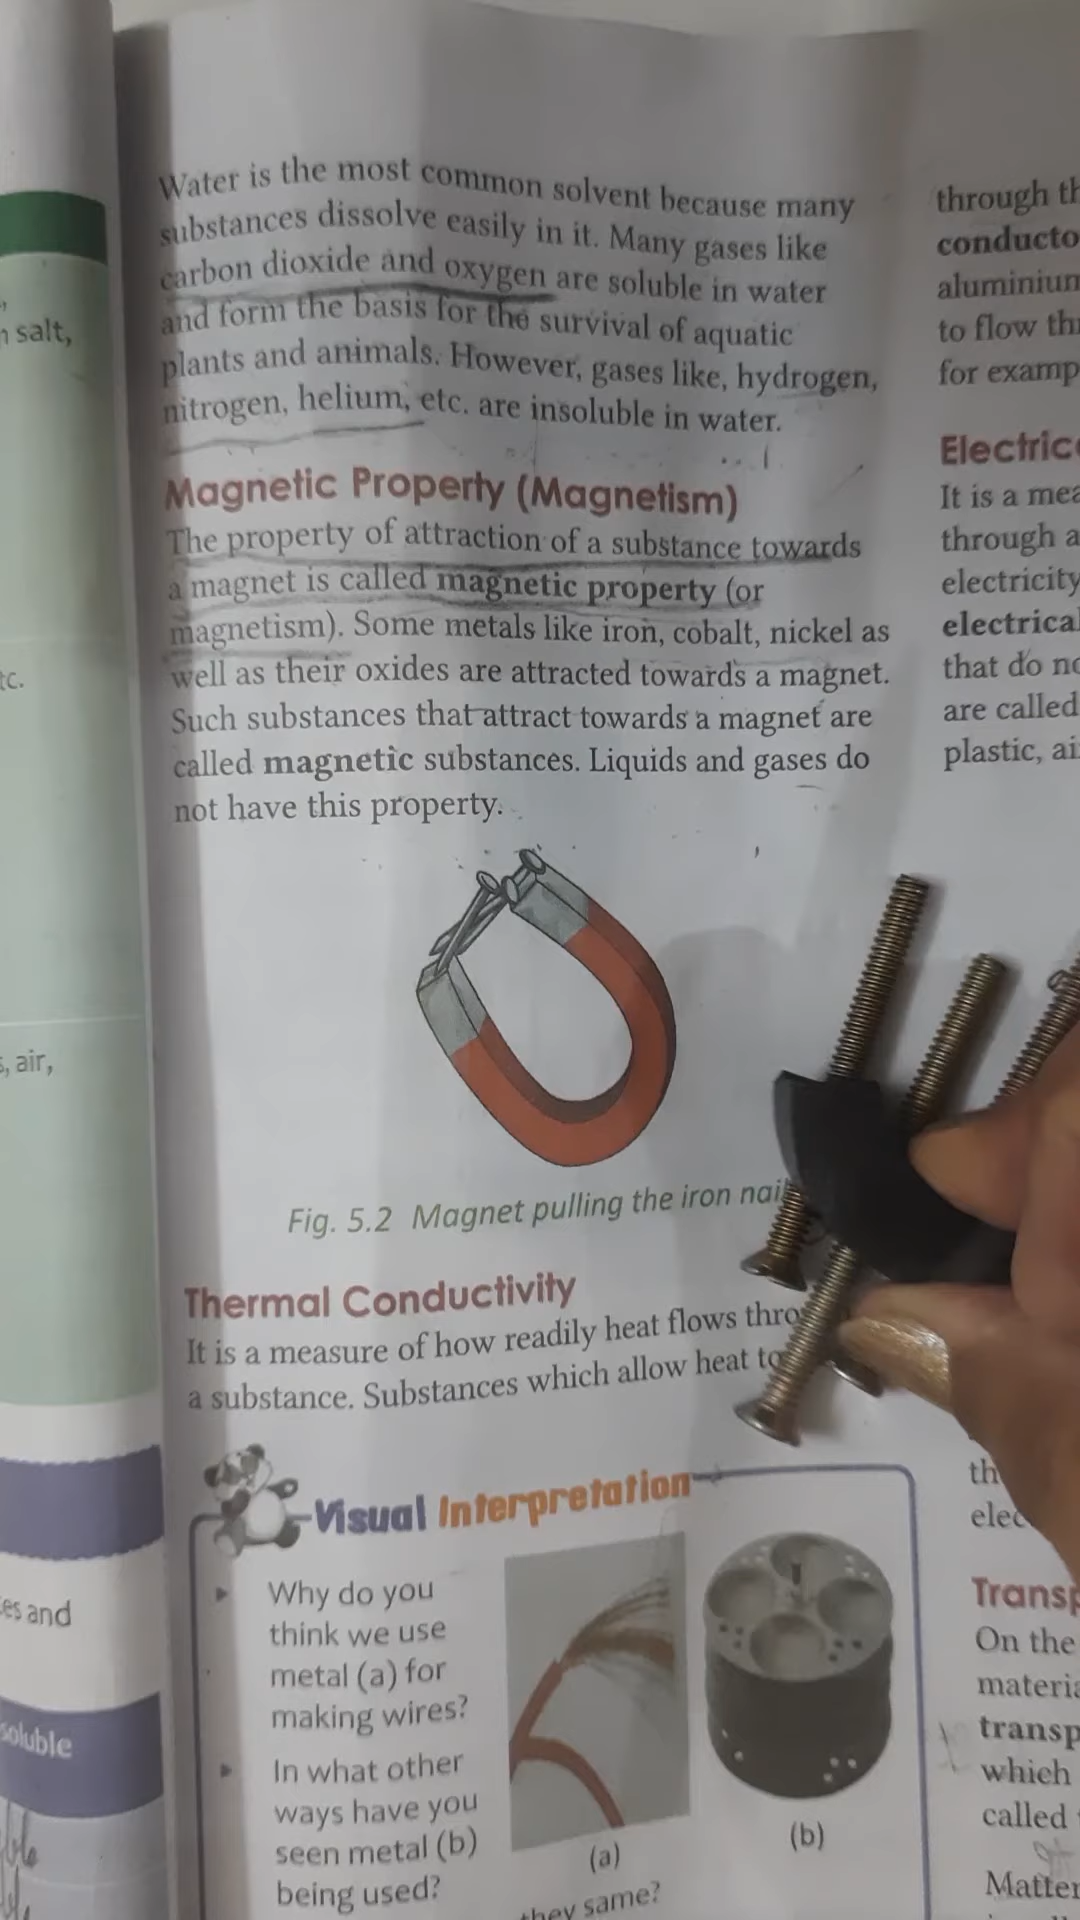 Water is the most common solvent because many
substances dissolve easily in it. Many gases like
carbon dioxide and oxygen are soluble in water
and form the basis for the survival of aquatic
plants and animals. However, gases like, hydrogen,
nitrogen, helium, etc. are insoluble in water.
Magnetic Property (Magnetism)
The property of attraction of a substance towards
a magnet is called magnetic property (or
magnetism). Some metals like iron, cobalt, nickel as
well as their oxides are attracted towards a magnet.
Such substances that attract towards a magnet are
called magnetic substances. Liquids and gases do
not have this property.
Fig. 5.2 Magnet pulling the iron nail
Thermal Conductivity
It is a measure of how readily heat flows thro
a substance. Substances which allow heat to
Visual Interpretation
Why do you
think we use
metal (a) for
making wires?
In what other
ways have you
seen metal (b)
being used?
(a)
(b)
they same?
salt,
tc.
, air,
es and
soluble
through th
conducto
aluminium
to flow thr
for examp
Electric
It is a mea
through a
electricity
electrical
that do no
are called
plastic, ai
th
elec
Transp
On the
materia
transp
which
called
Matter